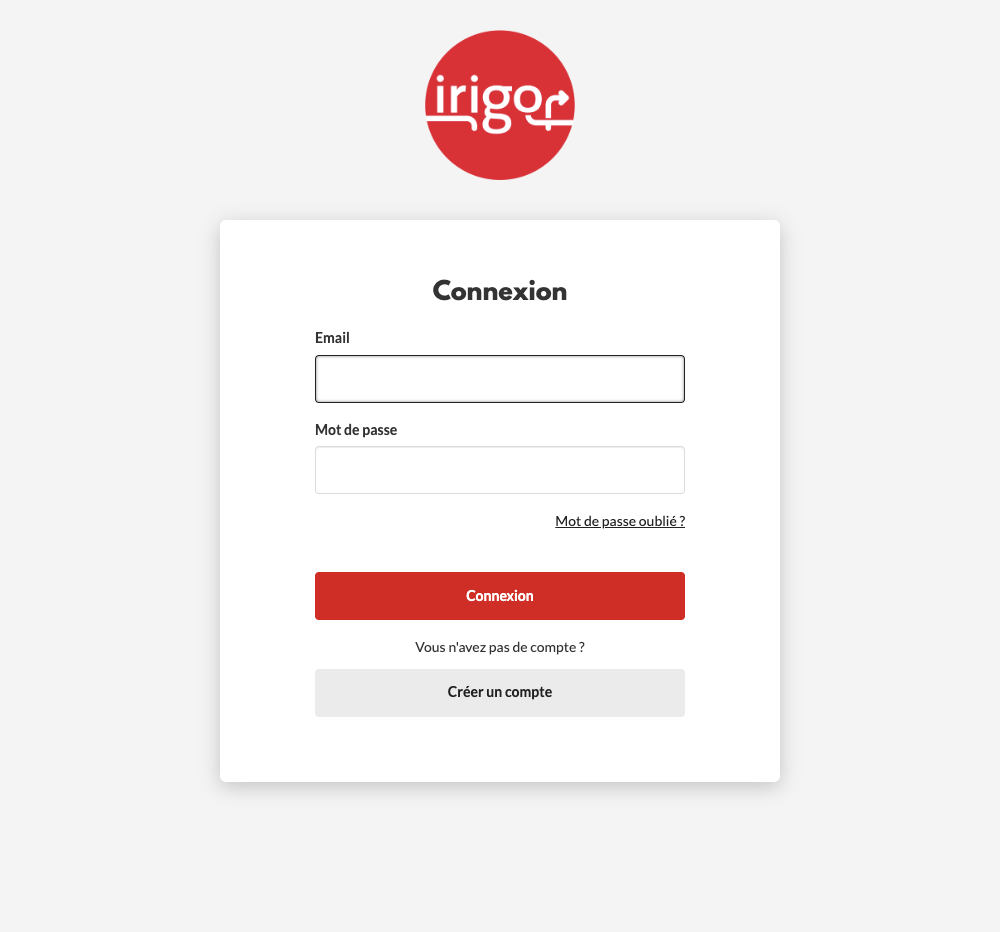 irigo
Connexion
Email
Mot de passe
Mot de passe oublié ?
Connexion
Vous n'avez pas de compte ?
Créer un compte